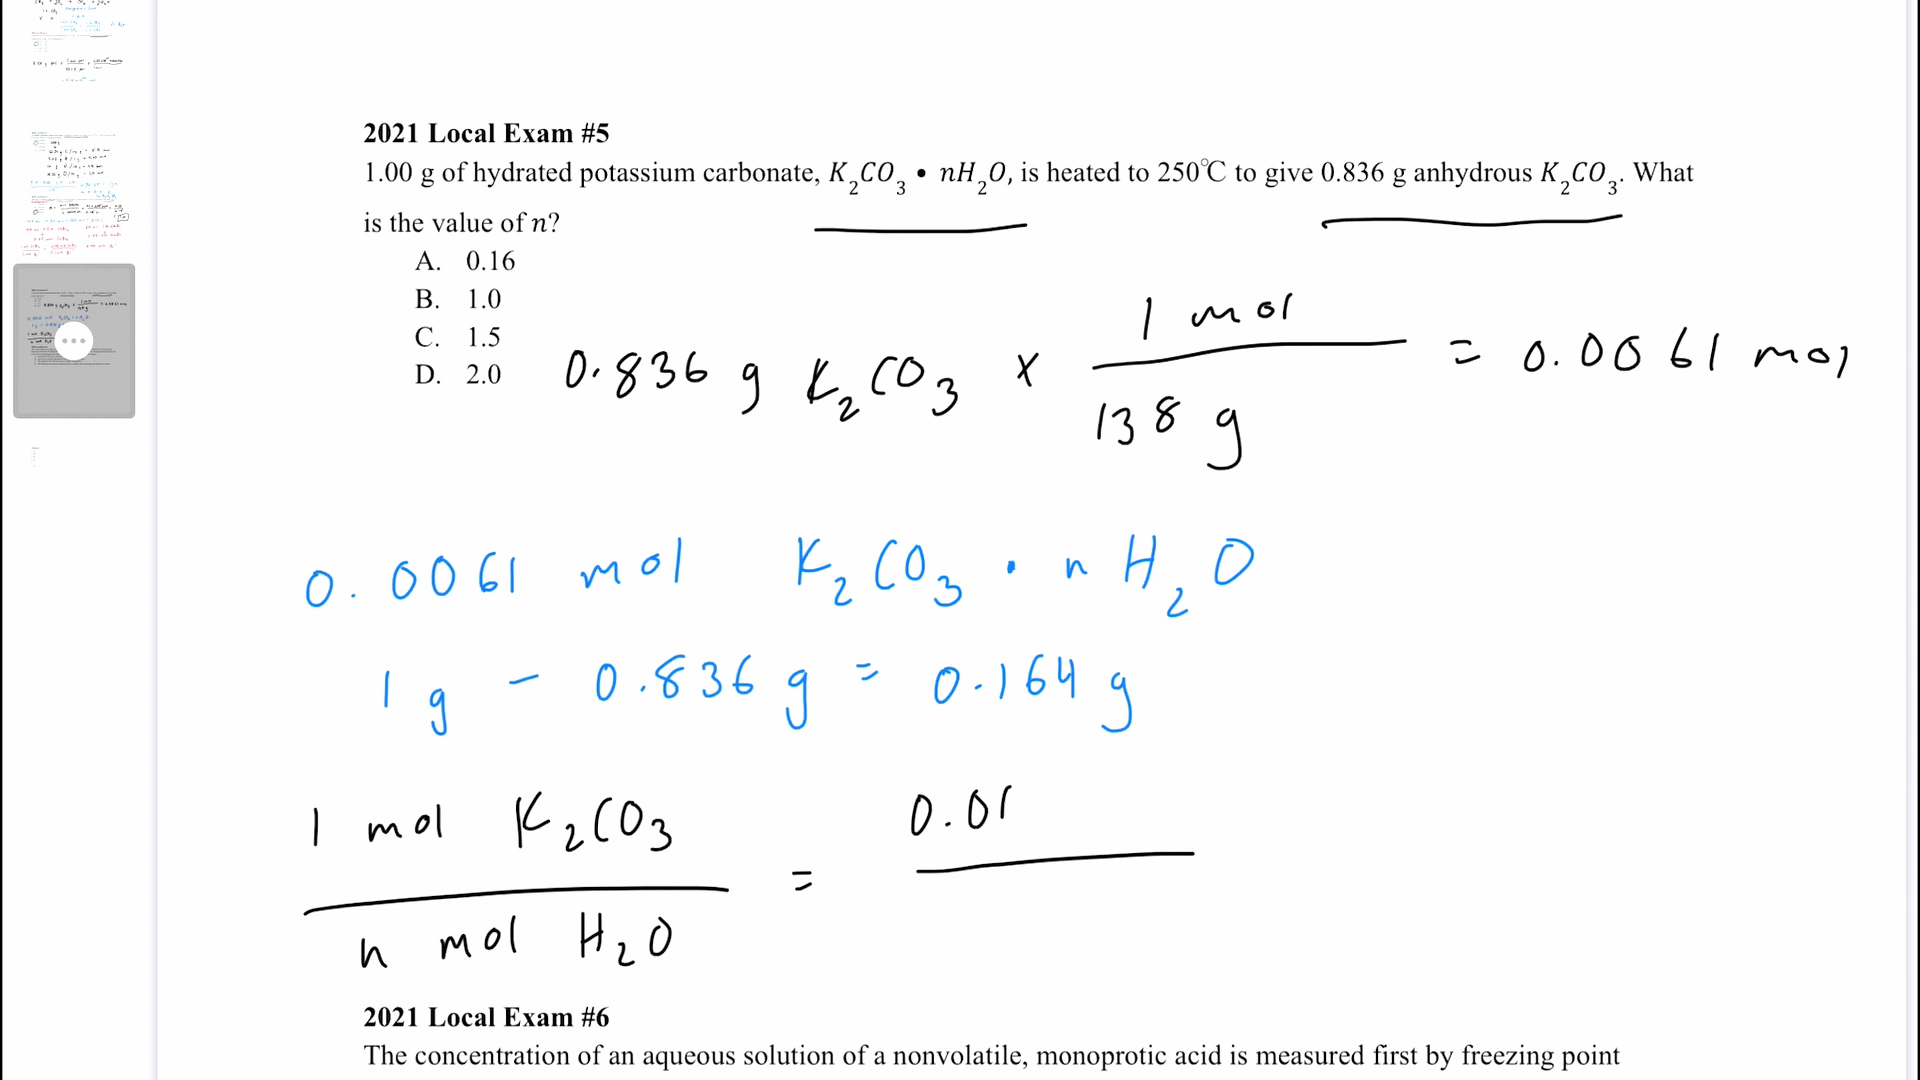 2021 Local Exam #5
1.00 g of hydrated potassium carbonate, K₂CO₃ • nH₂O, is heated to 250℃ to give 0.836 g anhydrous K₂CO₃. What
is the value of n?
A. 0.16
B. 1.0
C. 1.5
D. 2.0
0.836 g K₂CO₃ x 1 mol / 138 g = 0.0061 mol
0.0061 mol K₂CO₃ • n H₂O
1 g - 0.836 g = 0.164 g
1 mol K₂CO₃ / n mol H₂O = 0.0
2021 Local Exam #6
The concentration of an aqueous solution of a nonvolatile, monoprotic acid is measured first by freezing point